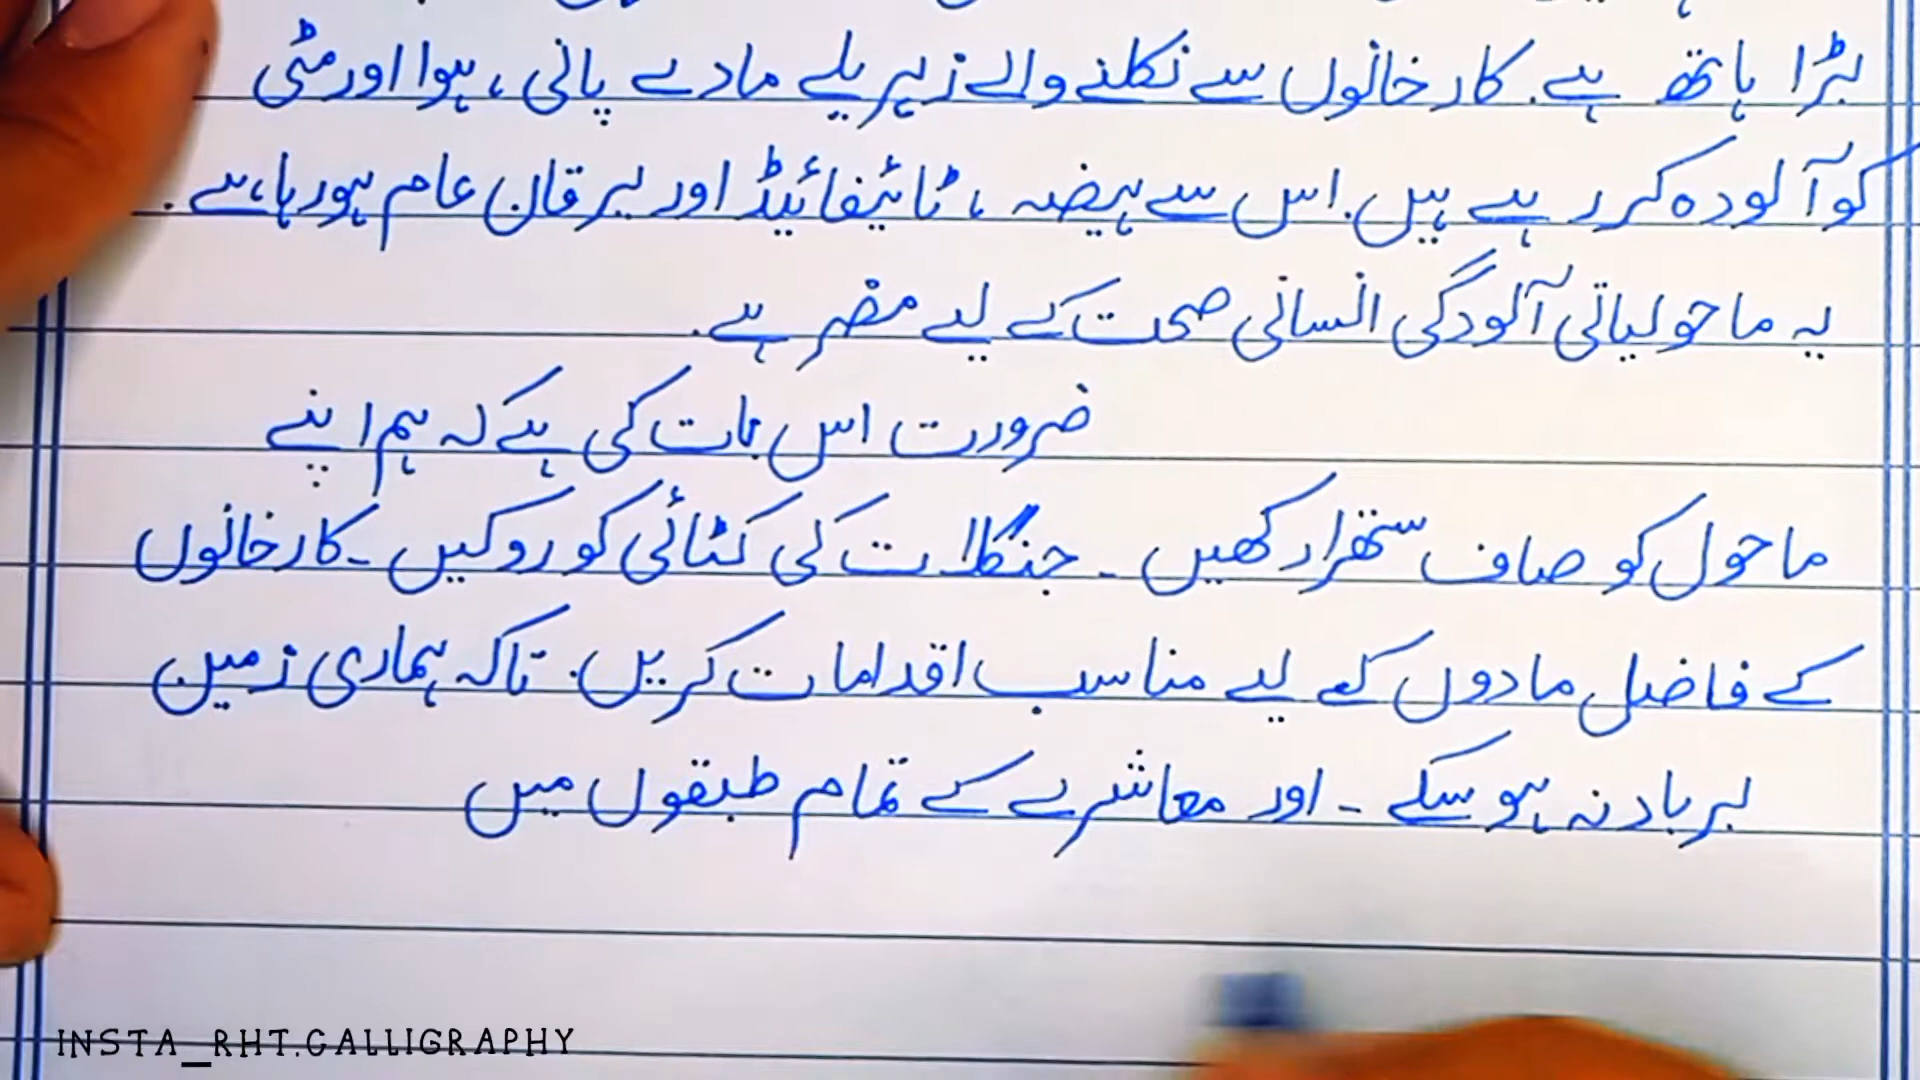 بڑا ہاتھ ہے۔ کارخانوں سے نکلنے والے زہریلے مادے پانی ، ہوا اور مٹی
کو آلودہ کر رہے ہیں۔ اس سے ہیضہ ، ٹائیفائیڈ اور یرقان عام ہو رہا ہے۔
یہ ماحولیاتی آلودگی انسانی صحت کے لیے مضر ہے۔
ضرورت اس بات کی ہے کہ ہم اپنے
ماحول کو صاف ستھرا رکھیں ۔ جنگلات کی کٹائی کو روکیں ۔ کارخانوں
کے فاضل مادوں کے لیے مناسب اقدامات کریں۔ تاکہ ہماری زمین
برباد نہ ہو سکے ۔ اور معاشرے کے تمام طبقوں میں
INSTA_RHT.CALLIGRAPHY